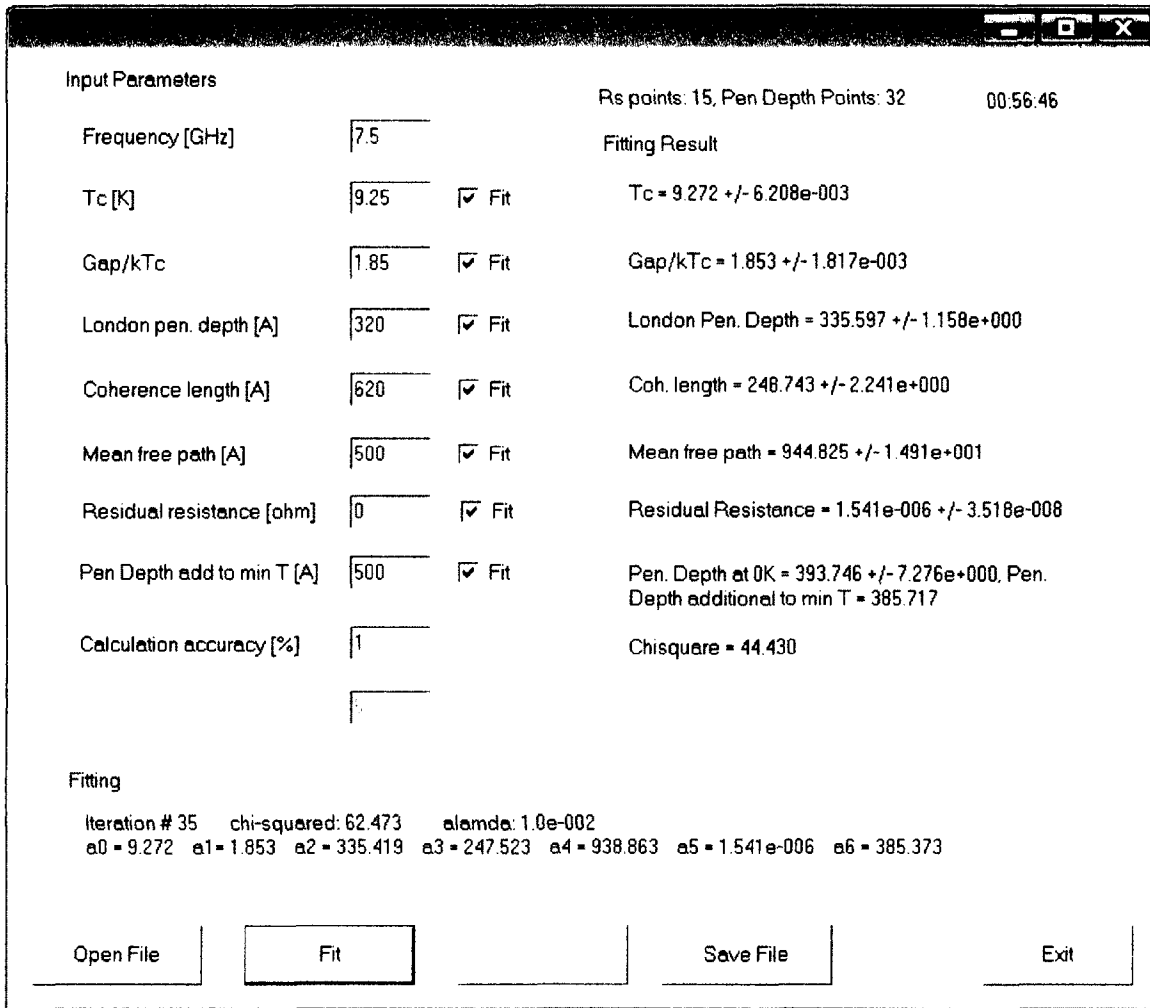 Input Parameters
Rs points: 15, Pen Depth Points: 32 00:56:46
Frequency [GHz] 7.5
Fitting Result
Tc [K] 9.25 Fit
Tc = 9.272 +/- 6.208e-003
Gap/kTc 1.85 Fit
Gap/kTc = 1.853 +/- 1.817e-003
London pen. depth [A] 320 Fit
London Pen. Depth = 335.597 +/- 1.158e+000
Coherence length [A] 620 Fit
Coh. length = 248.743 +/- 2.241e+000
Mean free path [A] 500 Fit
Mean free path = 944.825 +/- 1.491e+001
Residual resistance [ohm] 0 Fit
Residual Resistance = 1.541e-006 +/- 3.518e-008
Pen Depth add to min T [A] 500 Fit
Pen. Depth at 0K = 393.746 +/- 7.276e+000, Pen.
Depth additional to min T = 385.717
Calculation accuracy [%] 1
Chisquare = 44.430
Fitting
Iteration # 35 chi-squared: 62.473 alamda: 1.0e-002
a0 = 9.272 a1 = 1.853 a2 = 335.419 a3 = 247.523 a4 = 938.863 a5 = 1.541e-006 a6 = 385.373
Open File Fit Save File Exit